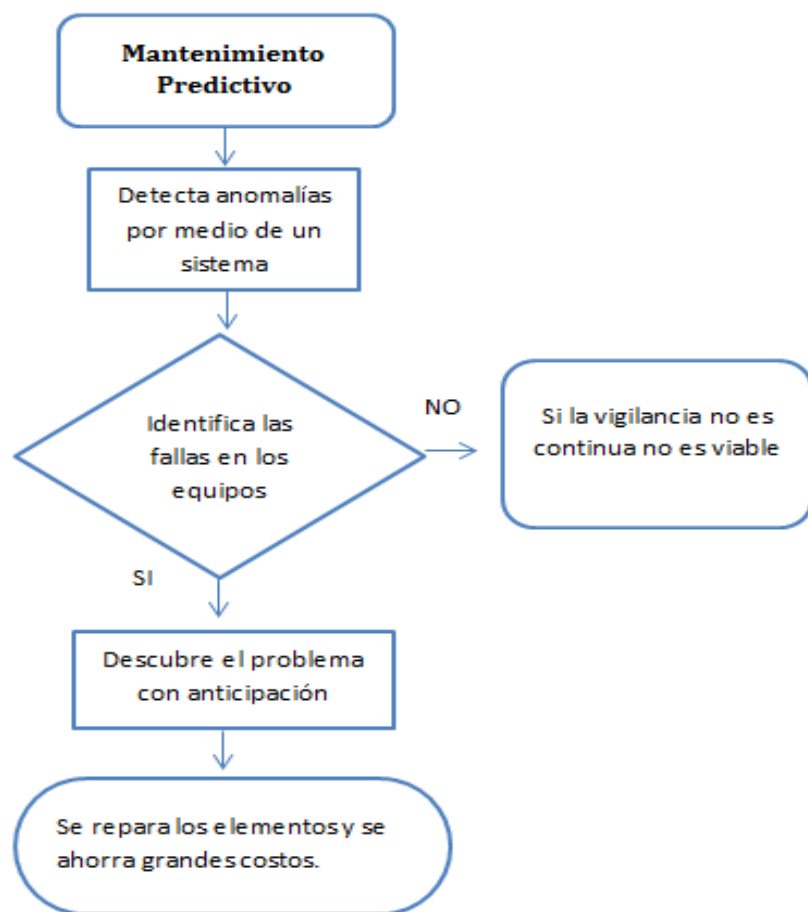 Mantenimiento
Predictivo
Detecta anomalías
por medio de un
sistema
Identifica las
fallas en los
equipos
NO
Si la vigilancia no es
continua no es viable
SI
Descubre el problema
con anticipación
Se repara los elementos y se
ahorra grandes costos.